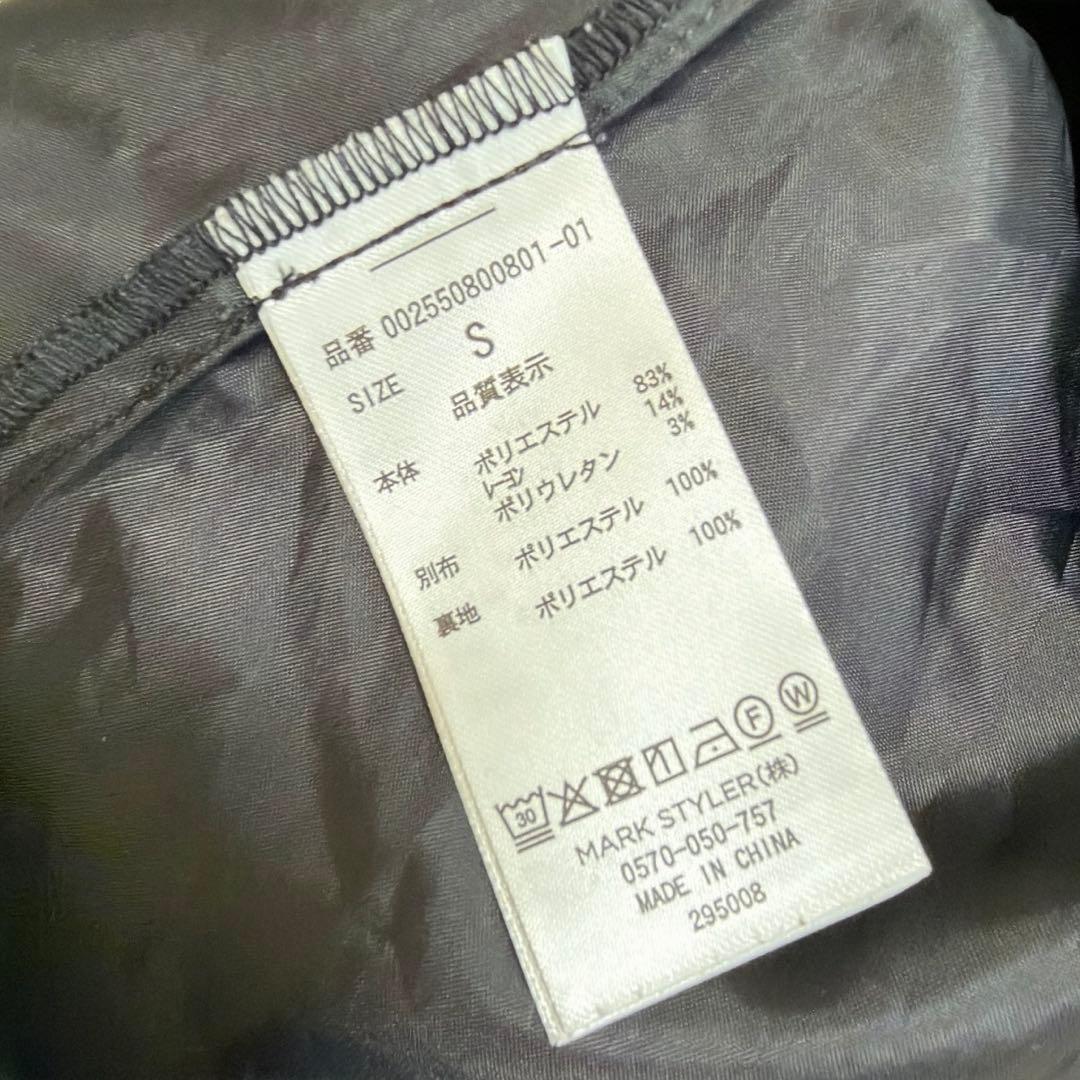 品番 002550800801-01
SIZE S
品質表示
本体 ポリエステル 83%
レーヨン 14%
ポリウレタン 3%
別布 ポリエステル 100%
裏地 ポリエステル 100%
30 F W
MARK STYLER(株)
0570-050-757
MADE IN CHINA
295008